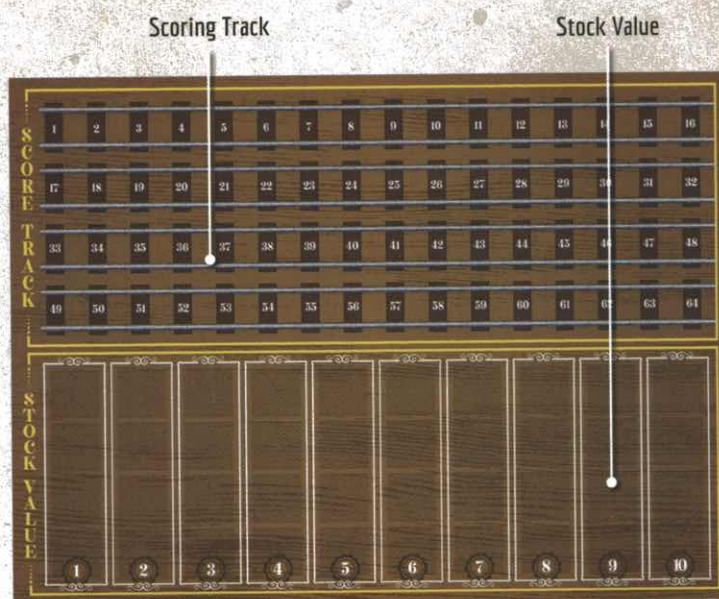 Scoring Track
Stock Value
SCORE TRACK
1 2 3 4 5 6 7 8 9 10 11 12 13 14 15 16
17 18 19 20 21 22 23 24 25 26 27 28 29 30 31 32
33 34 35 36 37 38 39 40 41 42 43 44 45 46 47 48
49 50 51 52 53 54 55 56 57 58 59 60 61 62 63 64
STOCK VALUE
1 2 3 4 5 6 7 8 9 10